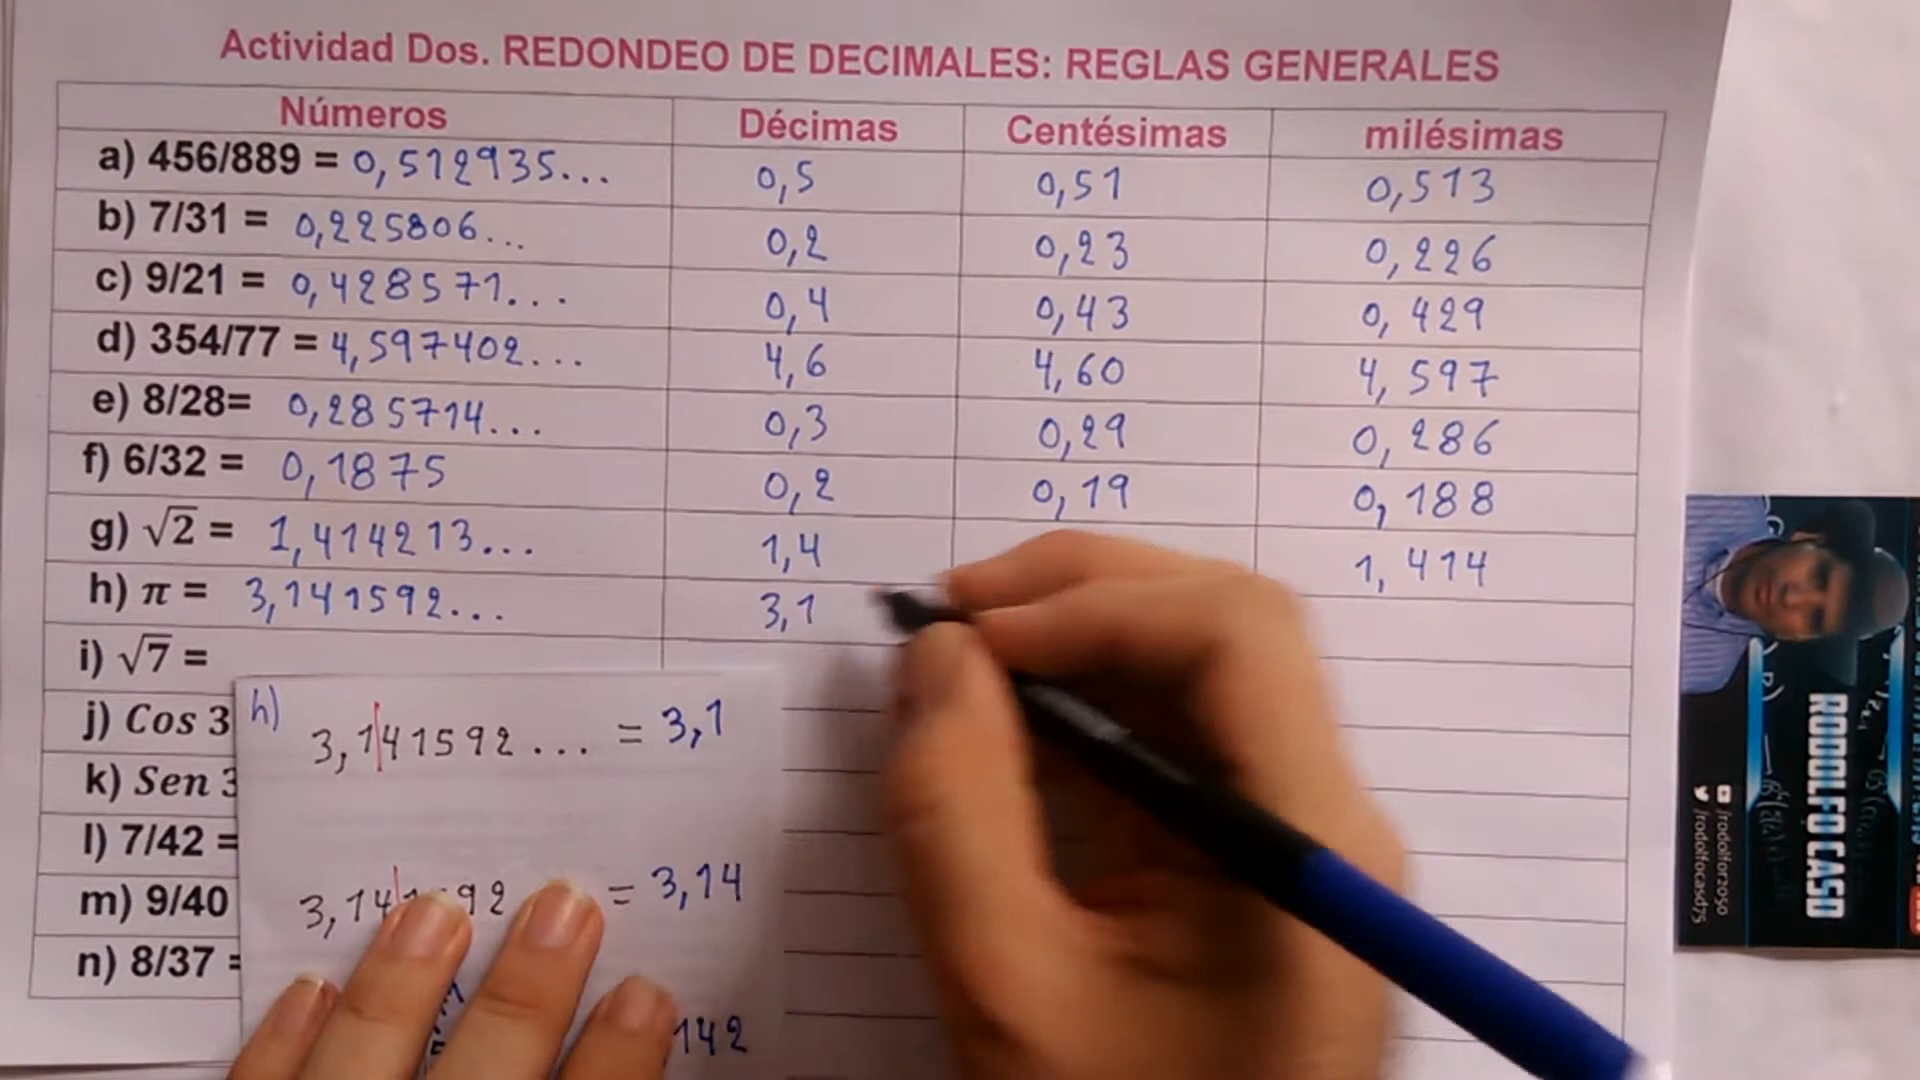 Actividad Dos. REDONDEO DE DECIMALES: REGLAS GENERALES
Números Décimas Centésimas milésimas
a) 456/889 = 0,512935... 0,5 0,51 0,513
b) 7/31 = 0,225806... 0,2 0,23 0,226
c) 9/21 = 0,428571... 0,4 0,43 0,429
d) 354/77 = 4,597402... 4,6 4,60 4,597
e) 8/28= 0,285714... 0,3 0,29 0,286
f) 6/32 = 0,1875 0,2 0,19 0,188
g) √2 = 1,414213... 1,4 1,414
h) π = 3,141592... 3,1
i) √7 =
j) Cos 3
k) Sen 3
l) 7/42 =
m) 9/40
n) 8/37 =
h) 3,1|41592... = 3,1
= 3,14
142
RODOLFO CASO
/rodolfor2050
/rodolfocasd75